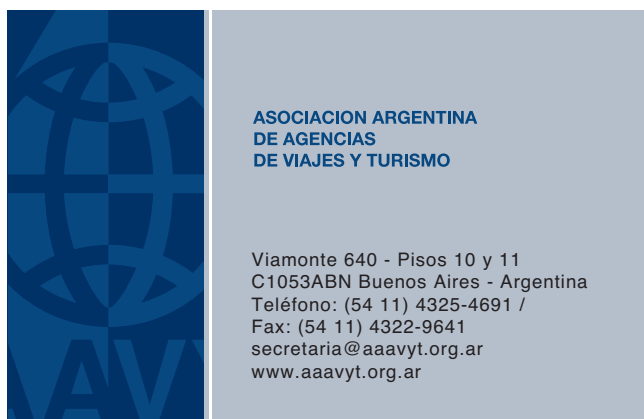 ASOCIACION ARGENTINA
DE AGENCIAS
DE VIAJES Y TURISMO
Viamonte 640 - Pisos 10 y 11
C1053ABN Buenos Aires - Argentina
Teléfono: (54 11) 4325-4691 /
Fax: (54 11) 4322-9641
secretaria@aaavyt.org.ar
www.aaavyt.org.ar
AAVY